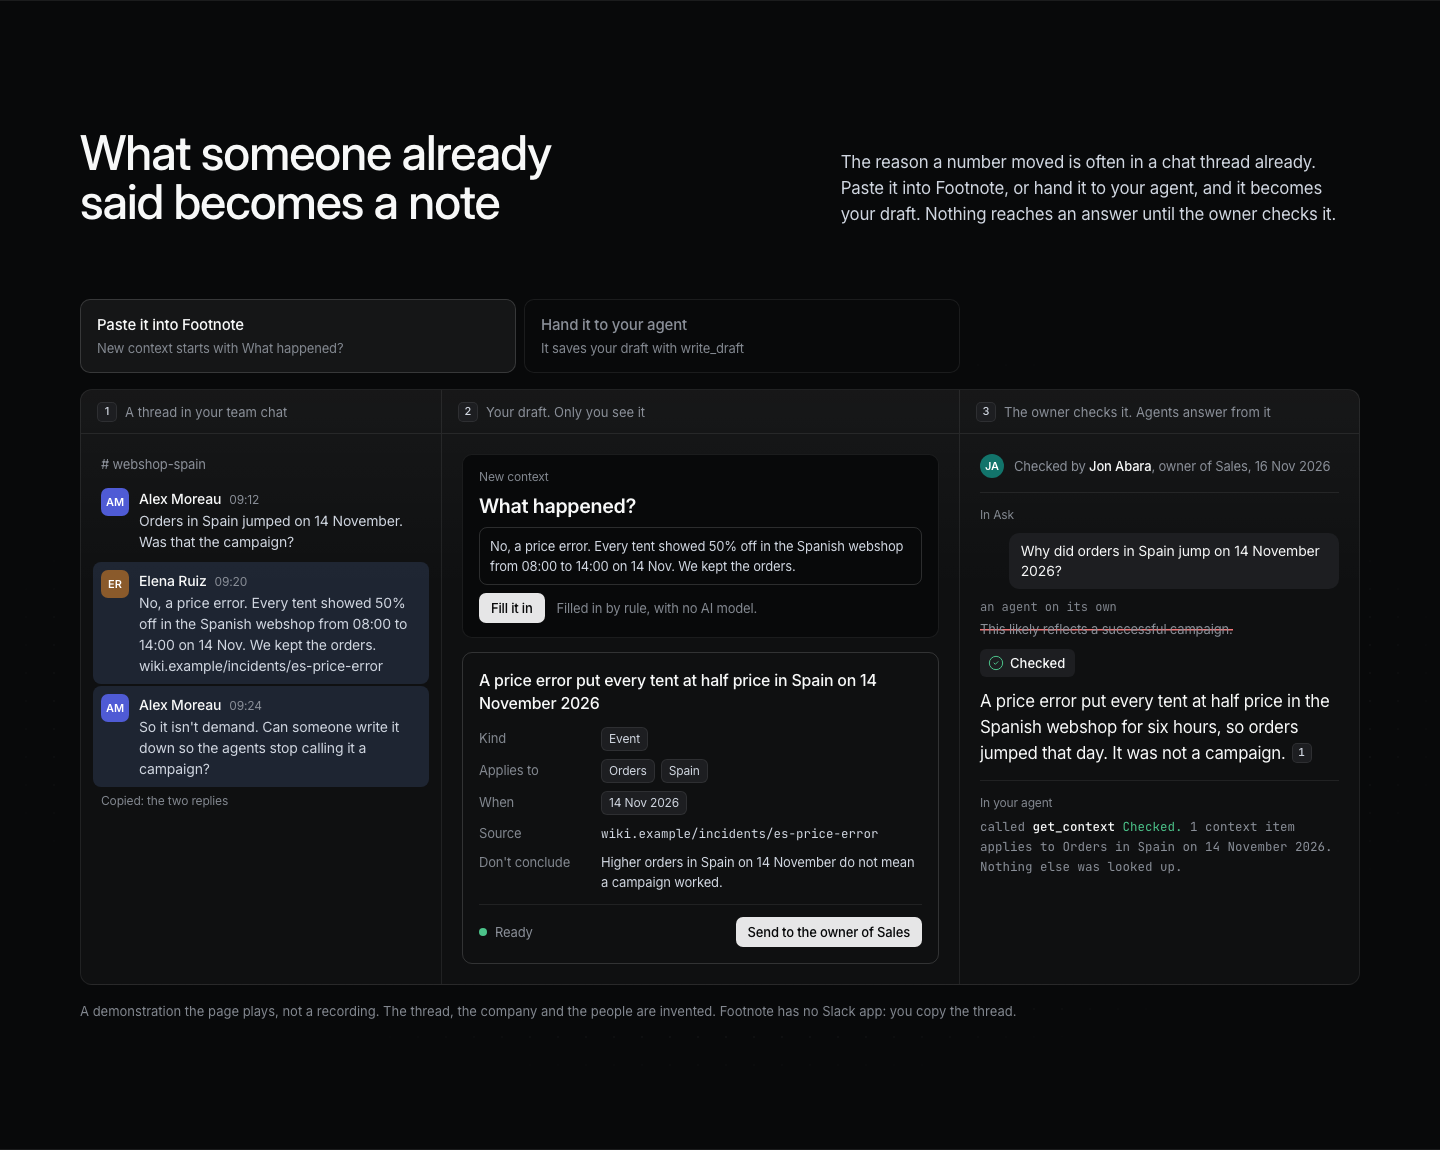 What someone already
said becomes a note
The reason a number moved is often in a chat thread already.
Paste it into Footnote, or hand it to your agent, and it becomes
your draft. Nothing reaches an answer until the owner checks it.
Paste it into Footnote
New context starts with What happened?
Hand it to your agent
It saves your draft with write_draft
1 A thread in your team chat
# webshop-spain
AM Alex Moreau 09:12
Orders in Spain jumped on 14 November.
Was that the campaign?
ER Elena Ruiz 09:20
No, a price error. Every tent showed 50%
off in the Spanish webshop from 08:00 to
14:00 on 14 Nov. We kept the orders.
wiki.example/incidents/es-price-error
AM Alex Moreau 09:24
So it isn't demand. Can someone write it
down so the agents stop calling it a
campaign?
Copied: the two replies
2 Your draft. Only you see it
New context
What happened?
No, a price error. Every tent showed 50% off in the Spanish webshop
from 08:00 to 14:00 on 14 Nov. We kept the orders.
Fill it in Filled in by rule, with no AI model.
A price error put every tent at half price in Spain on 14
November 2026
Kind Event
Applies to Orders Spain
When 14 Nov 2026
Source wiki.example/incidents/es-price-error
Don't conclude Higher orders in Spain on 14 November do not mean
a campaign worked.
Ready Send to the owner of Sales
3 The owner checks it. Agents answer from it
JA Checked by Jon Abara, owner of Sales, 16 Nov 2026
In Ask
Why did orders in Spain jump on 14 November
2026?
an agent on its own
This likely reflects a successful campaign.
Checked
A price error put every tent at half price in the
Spanish webshop for six hours, so orders
jumped that day. It was not a campaign. 1
In your agent
called get_context Checked. 1 context item
applies to Orders in Spain on 14 November 2026.
Nothing else was looked up.
A demonstration the page plays, not a recording. The thread, the company and the people are invented. Footnote has no Slack app: you copy the thread.